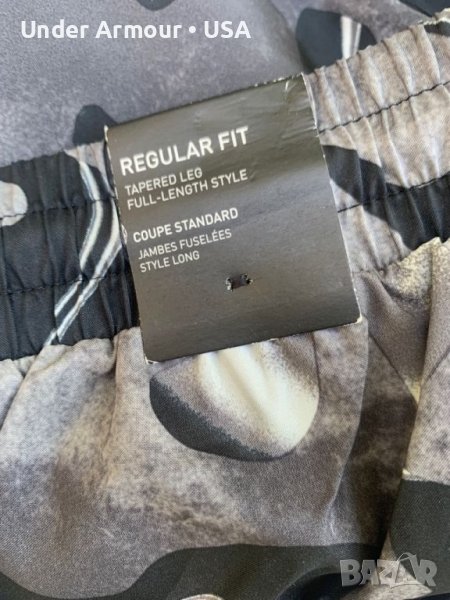 Under Armour • USA
REGULAR FIT
TAPERED LEG
FULL-LENGTH STYLE
COUPE STANDARD
JAMBES FUSELÉES
STYLE LONG
BAZAR